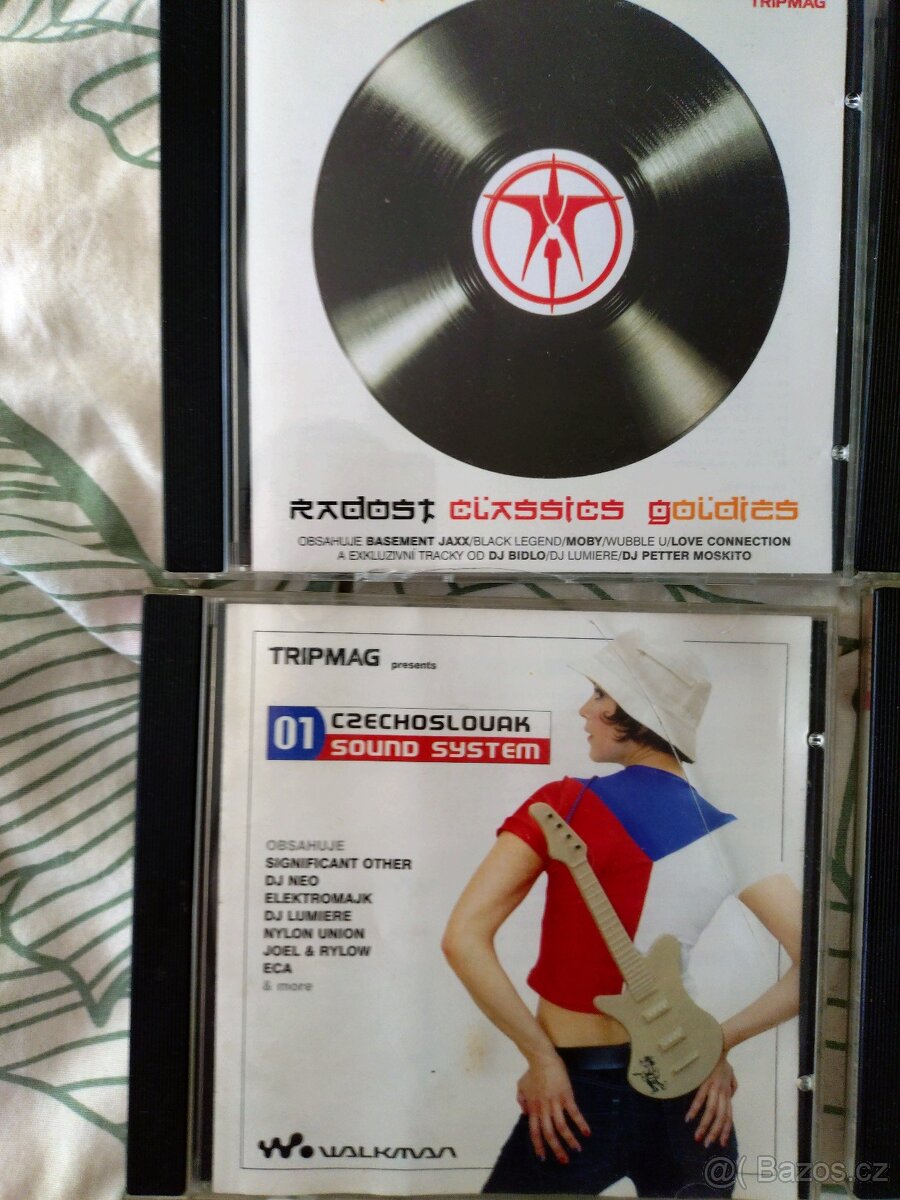 TRIPMAG
Radost classics goldies
OBSAHUJE BASEMENT JAXX/BLACK LEGEND/MOBY/WUBBLE U/LOVE CONNECTION
A EXKLUZIVNÍ TRACKY OD DJ BIDLO/DJ LUMIERE/DJ PETTER MOSKITO
TRIPMAG presents
01 CZECHOSLOVAK
SOUND SYSTEM
OBSAHUJE
SIGNIFICANT OTHER
DJ NEO
ELEKTROMAJK
DJ LUMIERE
NYLON UNION
JOEL & RYLOW
ECA
& more
WALKMAN
@( Bazos.cz